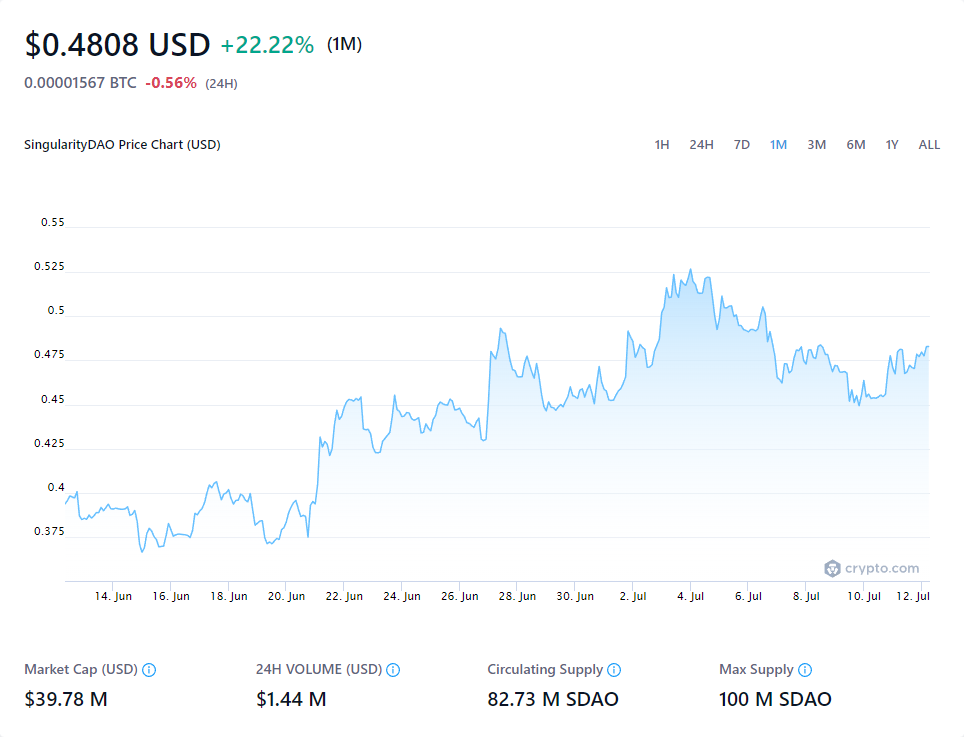 $0.4808 USD +22.22% (1M)
0.00001567 BTC -0.56% (24H)
SingularityDAO Price Chart (USD) 1H 24H 7D 1M 3M 6M 1Y ALL
0.55
0.525
0.5
0.475
0.45
0.425
0.4
0.375
crypto.com
14. Jun 16. Jun 18. Jun 20. Jun 22. Jun 24. Jun 26. Jun 28. Jun 30. Jun 2. Jul 4. Jul 6. Jul 8. Jul 10. Jul 12. Jul
Market Cap (USD) 24H VOLUME (USD) Circulating Supply Max Supply
$39.78 M $1.44 M 82.73 M SDAO 100 M SDAO